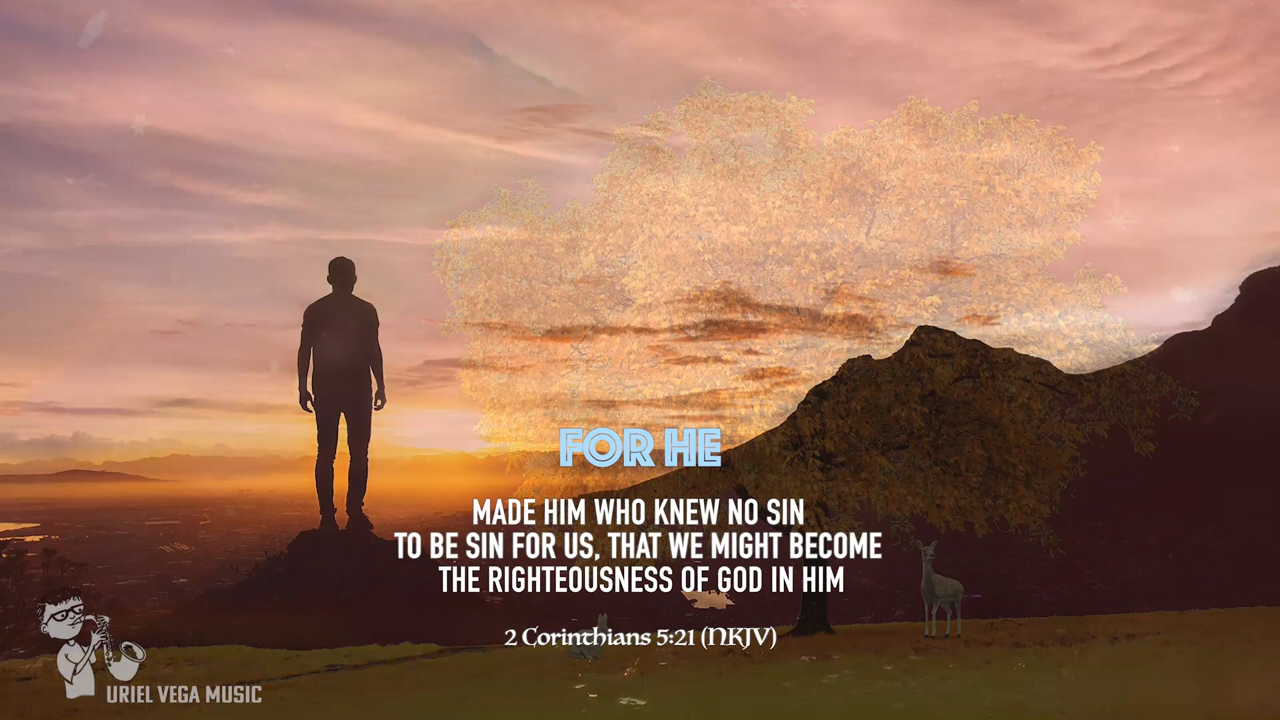 FOR HE
MADE HIM WHO KNEW NO SIN
TO BE SIN FOR US, THAT WE MIGHT BECOME
THE RIGHTEOUSNESS OF GOD IN HIM
2 Corinthians 5:21 (NKJV)
URIEL VEGA MUSIC